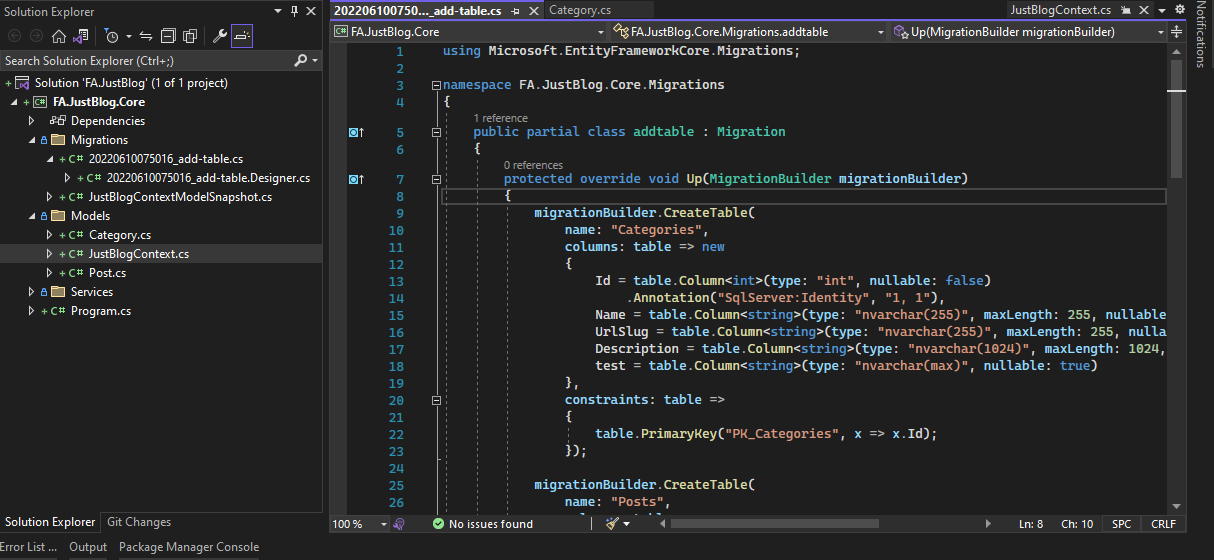 Solution Explorer
Search Solution Explorer (Ctrl+;)
Solution 'FA.JustBlog' (1 of 1 project)
FA.JustBlog.Core
Dependencies
Migrations
C# 20220610075016_add-table.cs
C# 20220610075016_add-table.Designer.cs
C# JustBlogContextModelSnapshot.cs
Models
C# Category.cs
C# JustBlogContext.cs
C# Post.cs
Services
C# Program.cs
Solution Explorer Git Changes
202206100750..._add-table.cs Category.cs JustBlogContext.cs
FA.JustBlog.Core FA.JustBlog.Core.Migrations.addtable Up(MigrationBuilder migrationBuilder)
1 using Microsoft.EntityFrameworkCore.Migrations;
2
3 namespace FA.JustBlog.Core.Migrations
4 {
1 reference
5 public partial class addtable : Migration
6 {
0 references
7 protected override void Up(MigrationBuilder migrationBuilder)
8 {
9 migrationBuilder.CreateTable(
10 name: "Categories",
11 columns: table => new
12 {
13 Id = table.Column<int>(type: "int", nullable: false)
14 .Annotation("SqlServer:Identity", "1, 1"),
15 Name = table.Column<string>(type: "nvarchar(255)", maxLength: 255, nullable
16 UrlSlug = table.Column<string>(type: "nvarchar(255)", maxLength: 255, nulla
17 Description = table.Column<string>(type: "nvarchar(1024)", maxLength: 1024,
18 test = table.Column<string>(type: "nvarchar(max)", nullable: true)
19 },
20 constraints: table =>
21 {
22 table.PrimaryKey("PK_Categories", x => x.Id);
23 });
24
25 migrationBuilder.CreateTable(
26 name: "Posts",
100 % No issues found Ln: 8 Ch: 10 SPC CRLF
Error List ... Output Package Manager Console
Notifications